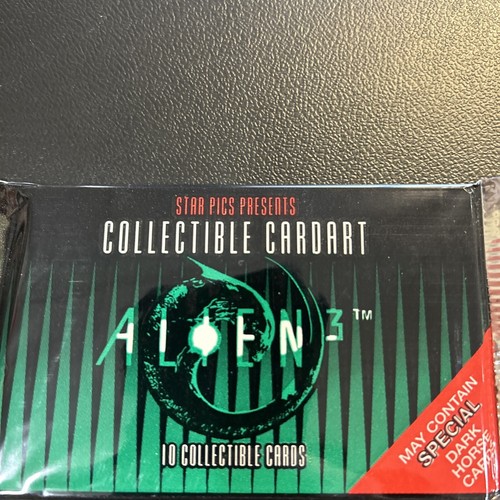 STAR PICS PRESENTS
COLLECTIBLE CARDART
ALIEN³™
10 COLLECTIBLE CARDS
MAY CONTAIN
SPECIAL
DARK
HORSE
CARDS